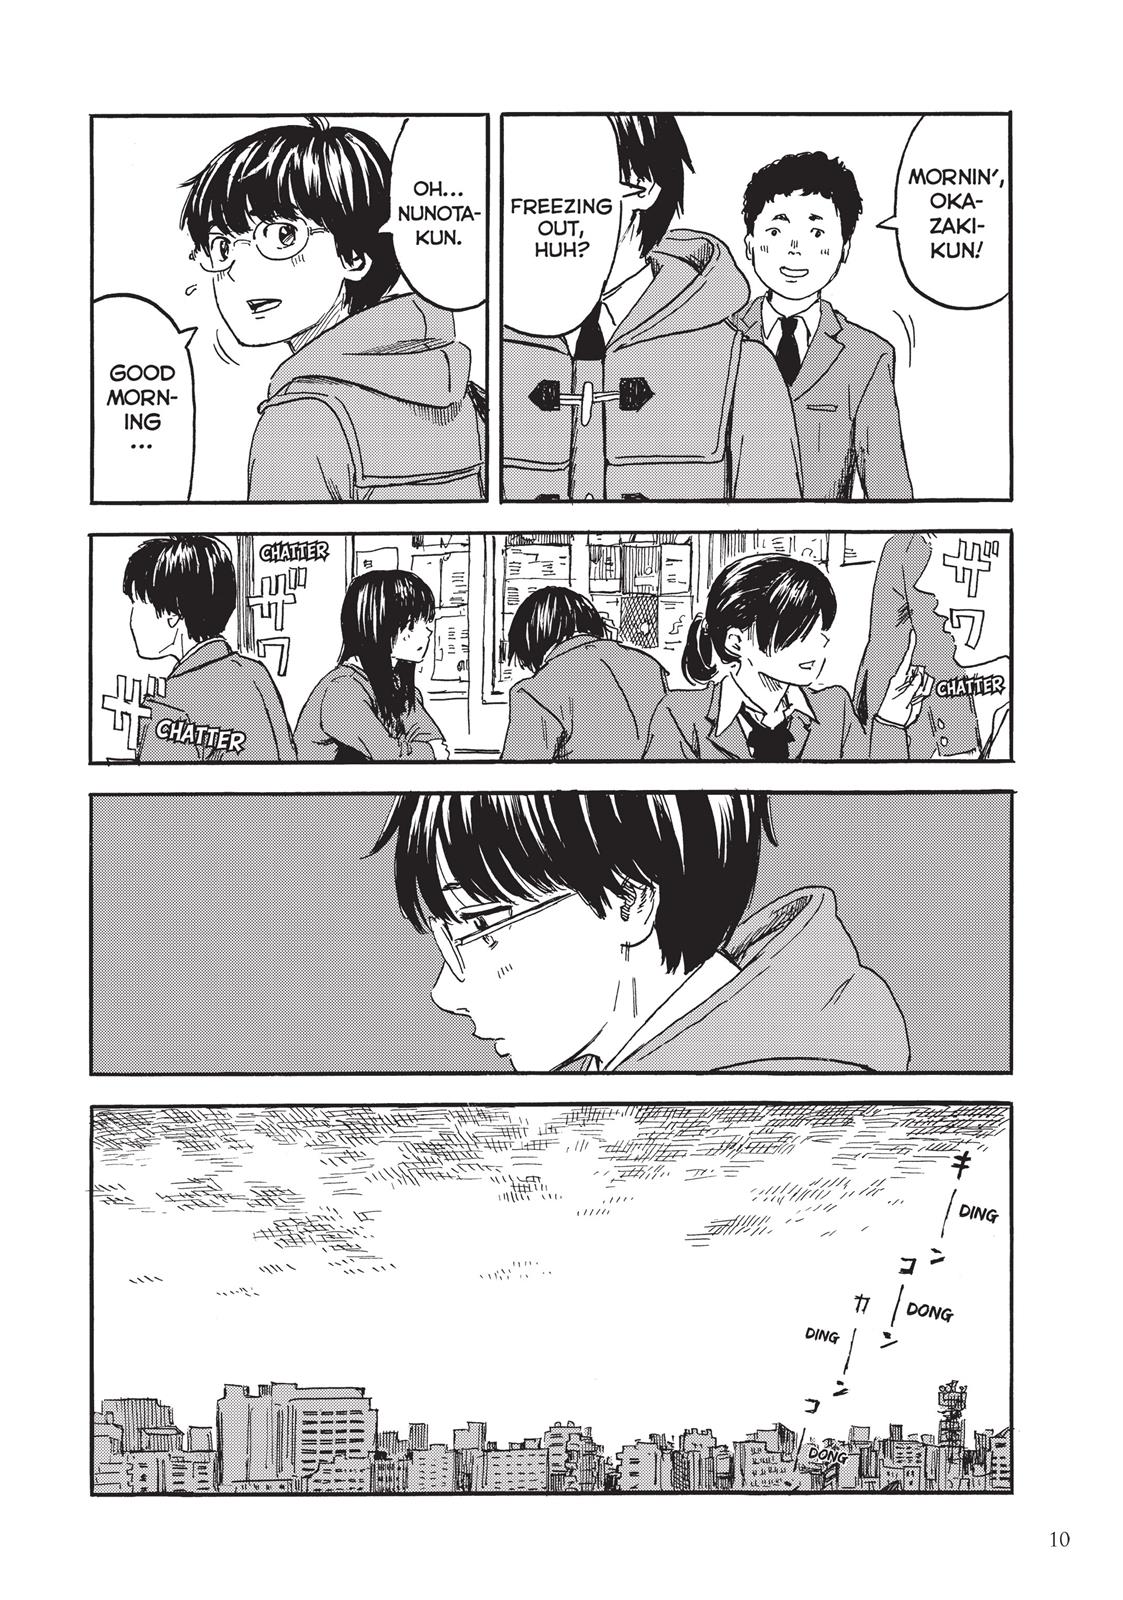 MORNIN',
OKA-
ZAKI-
KUN!
FREEZING
OUT,
HUH?
OH...
NUNOTA-
KUN.
GOOD
MORN-
ING
...
ザワ
CHATTER
CHATTER
ザワ
ザ
CHATTER
キ
ー
ン
DING
コ
ー
ン
DONG
カ
ー
ン
DING
コ
ー
DONG
10